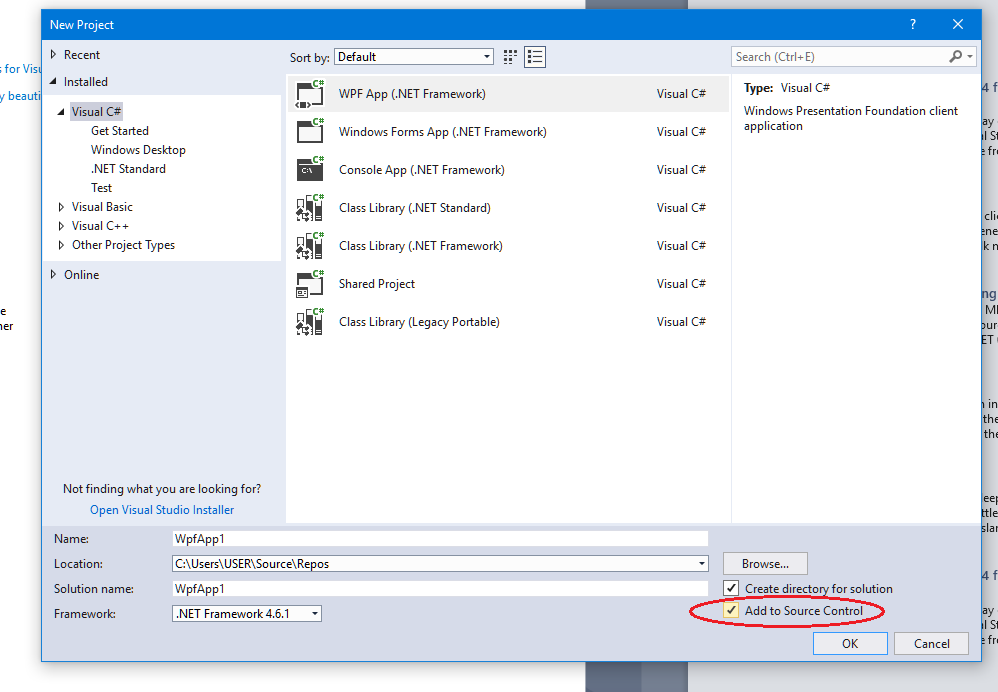 New Project
?
Recent
Installed
Visual C#
Get Started
Windows Desktop
.NET Standard
Test
Visual Basic
Visual C++
Other Project Types
Online
Not finding what you are looking for?
Open Visual Studio Installer
Sort by: Default
Search (Ctrl+E)
WPF App (.NET Framework) Visual C#
Windows Forms App (.NET Framework) Visual C#
Console App (.NET Framework) Visual C#
Class Library (.NET Standard) Visual C#
Class Library (.NET Framework) Visual C#
Shared Project Visual C#
Class Library (Legacy Portable) Visual C#
Type: Visual C#
Windows Presentation Foundation client
application
Name: WpfApp1
Location: C:\Users\USER\Source\Repos
Browse...
Solution name: WpfApp1
Create directory for solution
Framework: .NET Framework 4.6.1
Add to Source Control
OK Cancel